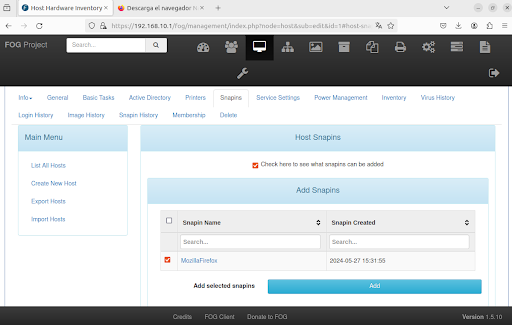 Host Hardware Inventory
Descarga el navegador
https://192.168.10.1/fog/management/index.php?node=host&sub=edit&id=1#host-sn
FOG Project
Search...
Info
General
Basic Tasks
Active Directory
Printers
Snapins
Service Settings
Power Management
Inventory
Virus History
Login History
Image History
Snapin History
Membership
Delete
Main Menu
List All Hosts
Create New Host
Export Hosts
Import Hosts
Host Snapins
Check here to see what snapins can be added
Add Snapins
Snapin Name
Snapin Created
Search...
Search...
MozillaFirefox
2024-05-27 15:31:55
Add selected snapins
Add
Credits
FOG Client
Donate to FOG
Version 1.5.10